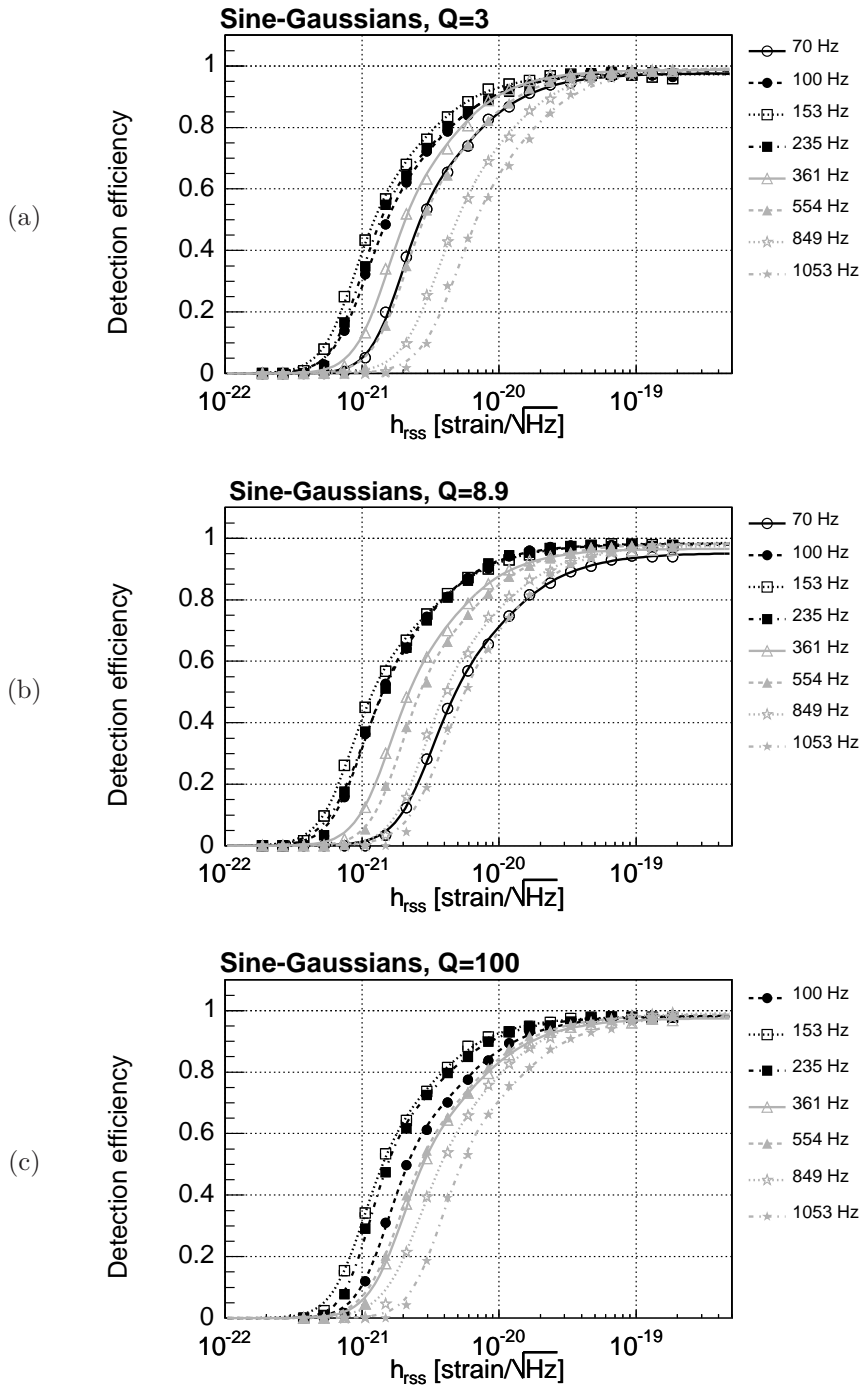 (a)
Sine-Gaussians, Q=3
Detection efficiency
1
0.8
0.6
0.4
0.2
0
10⁻²² 10⁻²¹ 10⁻²⁰ 10⁻¹⁹
h_rss [strain/√Hz]
70 Hz
100 Hz
153 Hz
235 Hz
361 Hz
554 Hz
849 Hz
1053 Hz
(b)
Sine-Gaussians, Q=8.9
Detection efficiency
1
0.8
0.6
0.4
0.2
0
10⁻²² 10⁻²¹ 10⁻²⁰ 10⁻¹⁹
h_rss [strain/√Hz]
70 Hz
100 Hz
153 Hz
235 Hz
361 Hz
554 Hz
849 Hz
1053 Hz
(c)
Sine-Gaussians, Q=100
Detection efficiency
1
0.8
0.6
0.4
0.2
0
10⁻²² 10⁻²¹ 10⁻²⁰ 10⁻¹⁹
h_rss [strain/√Hz]
100 Hz
153 Hz
235 Hz
361 Hz
554 Hz
849 Hz
1053 Hz